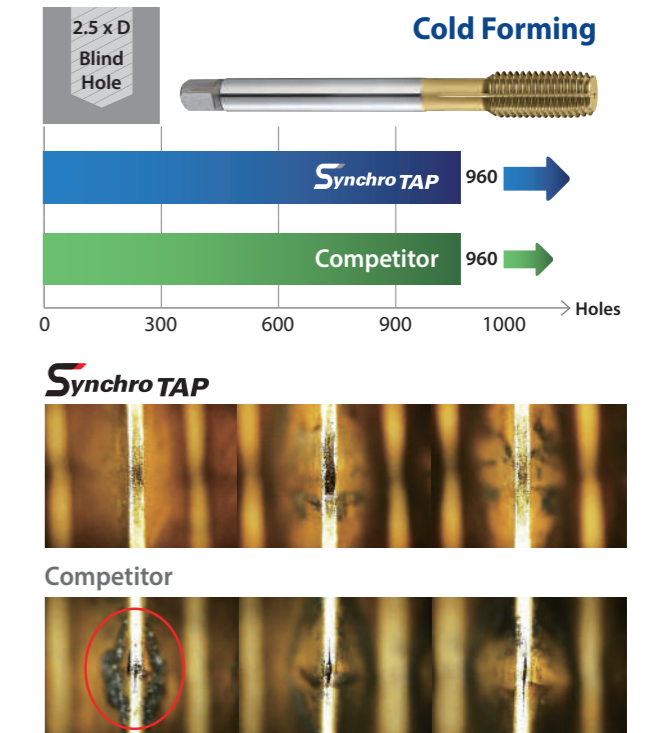 2.5 x D
Blind
Hole
Cold Forming
Synchro TAP
960
Competitor
960
Holes
0
300
600
900
1000
Synchro TAP
Competitor